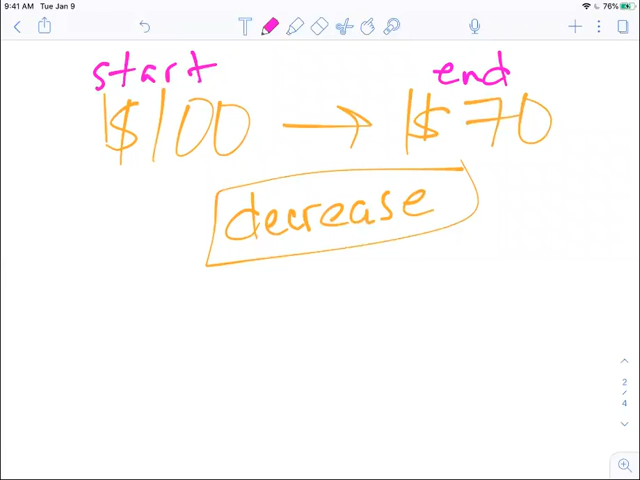 9:41 AM Tue Jan 9 76%
T
start end
$100 → $70
decrease
2
4